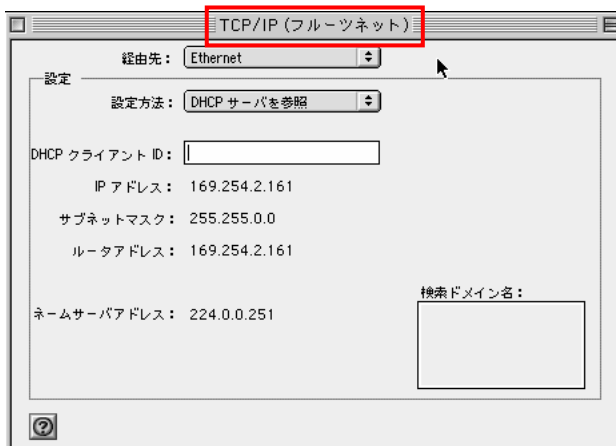 TCP/IP (フルーツネット)
経由先： Ethernet
設定
設定方法： DHCP サーバを参照
DHCP クライアント ID：
IP アドレス： 169.254.2.161
サブネットマスク： 255.255.0.0
ルータアドレス： 169.254.2.161
検索ドメイン名：
ネームサーバアドレス： 224.0.0.251
?